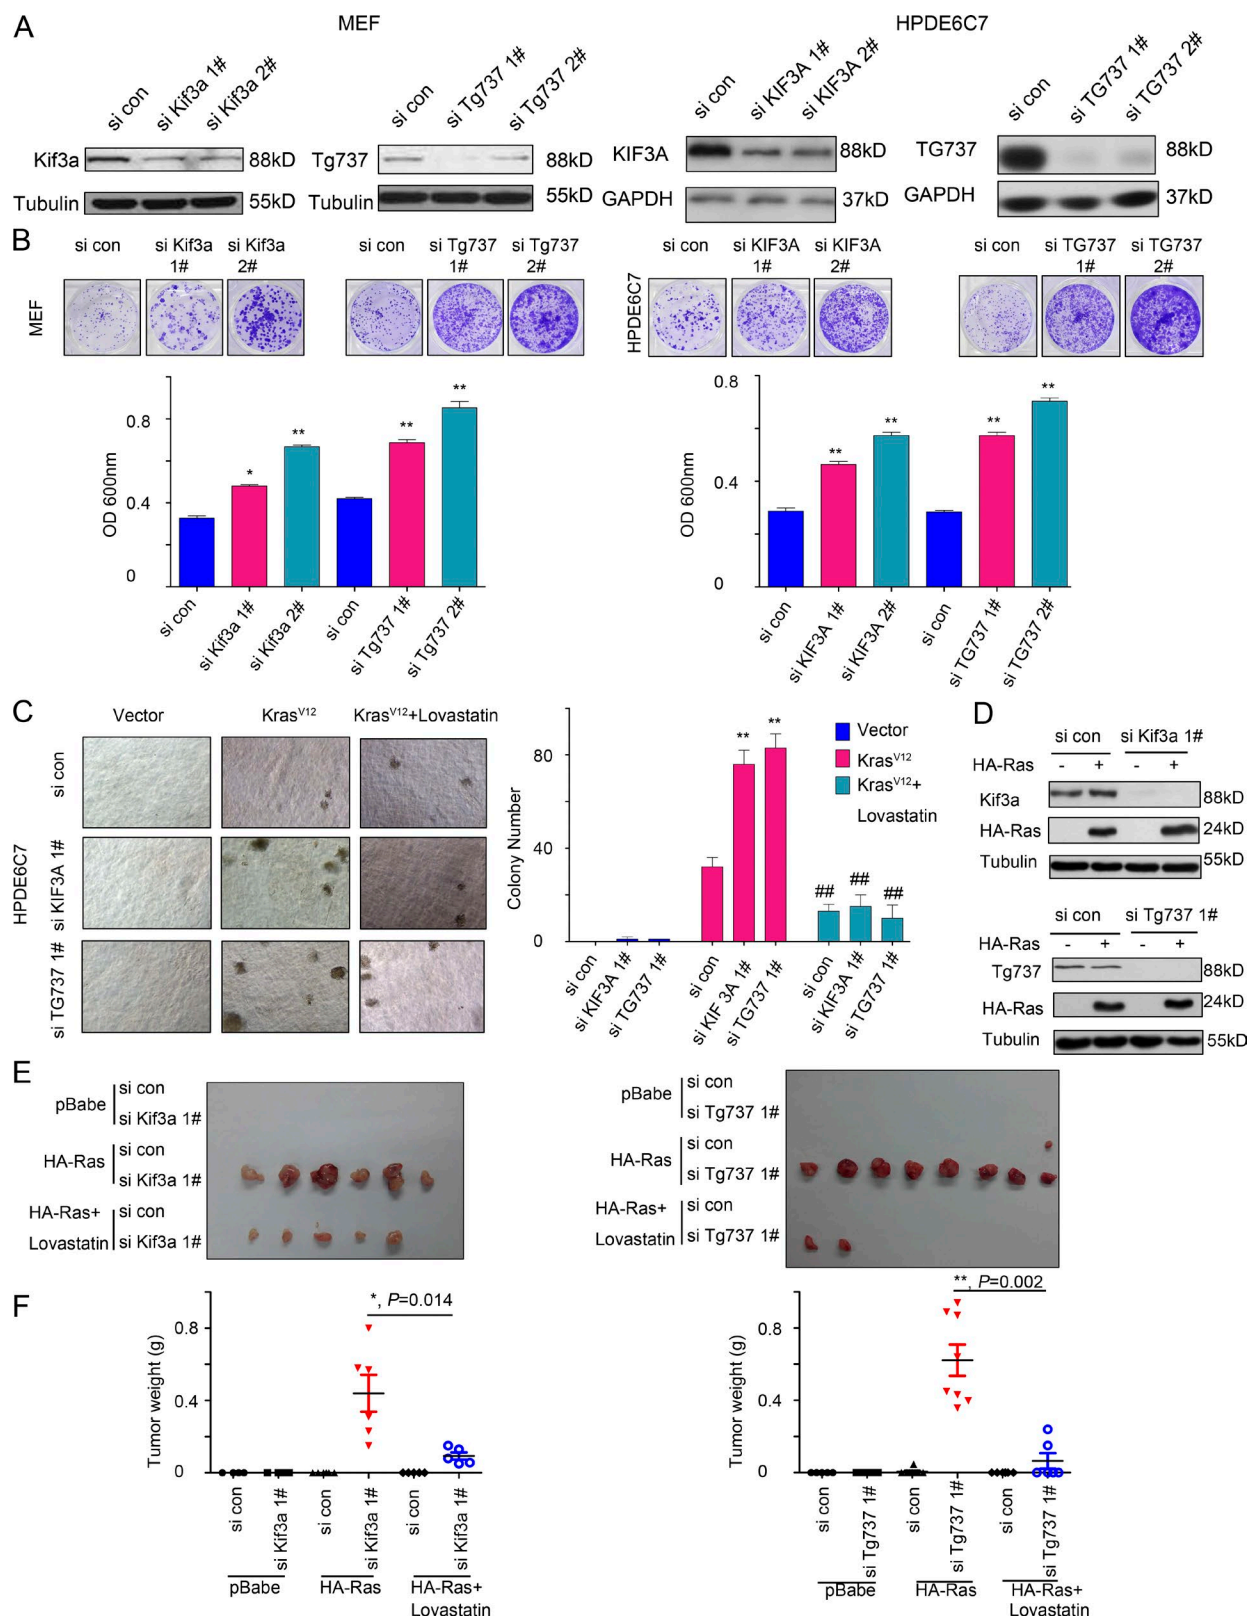 A
MEF
HPDE6C7
si con
si Kif3a 1#
si Kif3a 2#
si con
si Tg737 1#
si Tg737 2#
si con
si KIF3A 1#
si KIF3A 2#
si con
si TG737 1#
si TG737 2#
Kif3a 88kD
Tubulin 55kD
Tg737 88kD
Tubulin 55kD
KIF3A 88kD
GAPDH 37kD
TG737 88kD
GAPDH 37kD
B
si con
si Kif3a 1#
si Kif3a 2#
si con
si Tg737 1#
si Tg737 2#
si con
si KIF3A 1#
si KIF3A 2#
si con
si TG737 1#
si TG737 2#
MEF
HPDE6C7
OD 600nm
0.8
0.4
0
*
**
**
**
si con
si Kif3a 1#
si Kif3a 2#
si con
si Tg737 1#
si Tg737 2#
OD 600nm
0.8
0.4
0
**
**
**
**
si con
si KIF3A 1#
si KIF3A 2#
si con
si TG737 1#
si TG737 2#
C
Vector
KrasV12
KrasV12+Lovastatin
HPDE6C7
si con
si KIF3A 1#
si TG737 1#
Colony Number
80
40
0
**
**
##
##
##
Vector
KrasV12
KrasV12+
Lovastatin
si con
si KIF3A 1#
si TG737 1#
si con
si KIF 3A 1#
si TG737 1#
si con
si KIF3A 1#
si TG737 1#
D
si con si Kif3a 1#
HA-Ras - + - +
Kif3a 88kD
HA-Ras 24kD
Tubulin 55kD
si con si Tg737 1#
HA-Ras - + - +
Tg737 88kD
HA-Ras 24kD
Tubulin 55kD
E
pBabe
si con
si Kif3a 1#
HA-Ras
si con
si Kif3a 1#
HA-Ras+
Lovastatin
si con
si Kif3a 1#
pBabe
si con
si Tg737 1#
HA-Ras
si con
si Tg737 1#
HA-Ras+
Lovastatin
si con
si Tg737 1#
F
Tumor weight (g)
0.8
0.4
0
*, P=0.014
si con
si Kif3a 1#
si con
si Kif3a 1#
si con
si Kif3a 1#
pBabe
HA-Ras
HA-Ras+
Lovastatin
Tumor weight (g)
0.8
0.4
0
**, P=0.002
si con
si Tg737 1#
si con
si Tg737 1#
si con
si Tg737 1#
pBabe
HA-Ras
HA-Ras+
Lovastatin